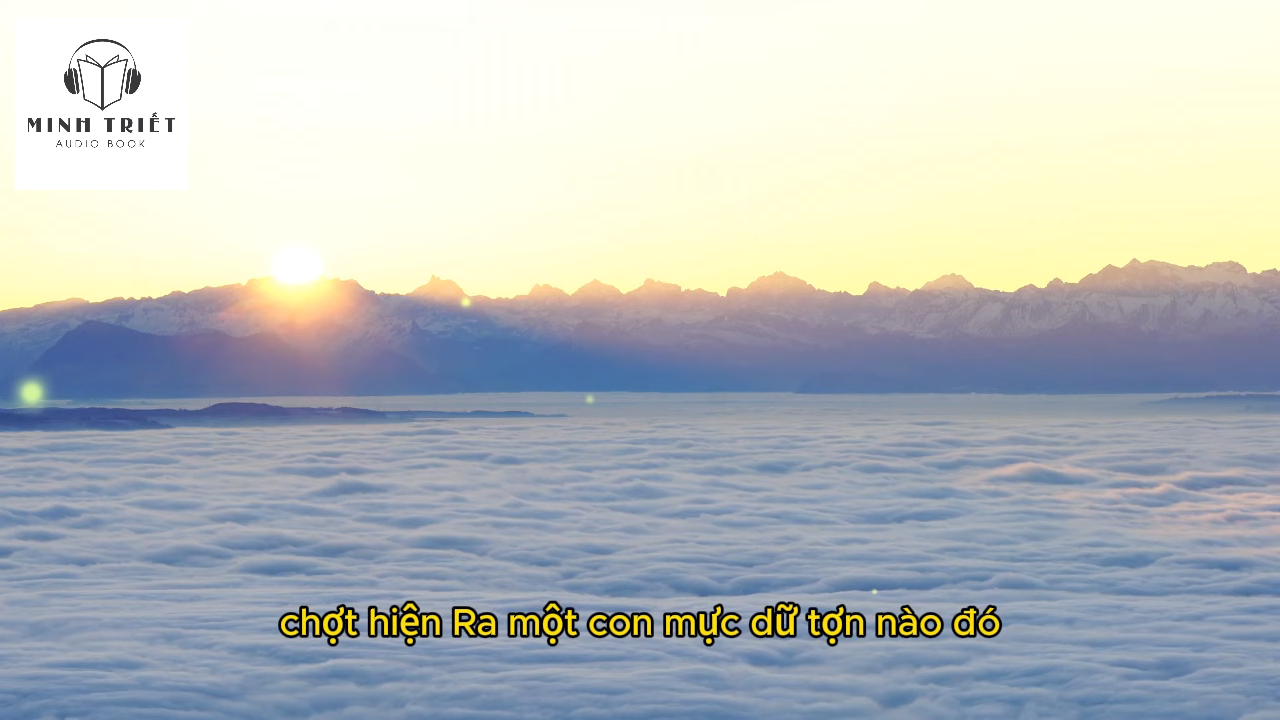 MINH TRIẾT
AUDIO BOOK
chợt hiện Ra một con mực dữ tợn nào đó